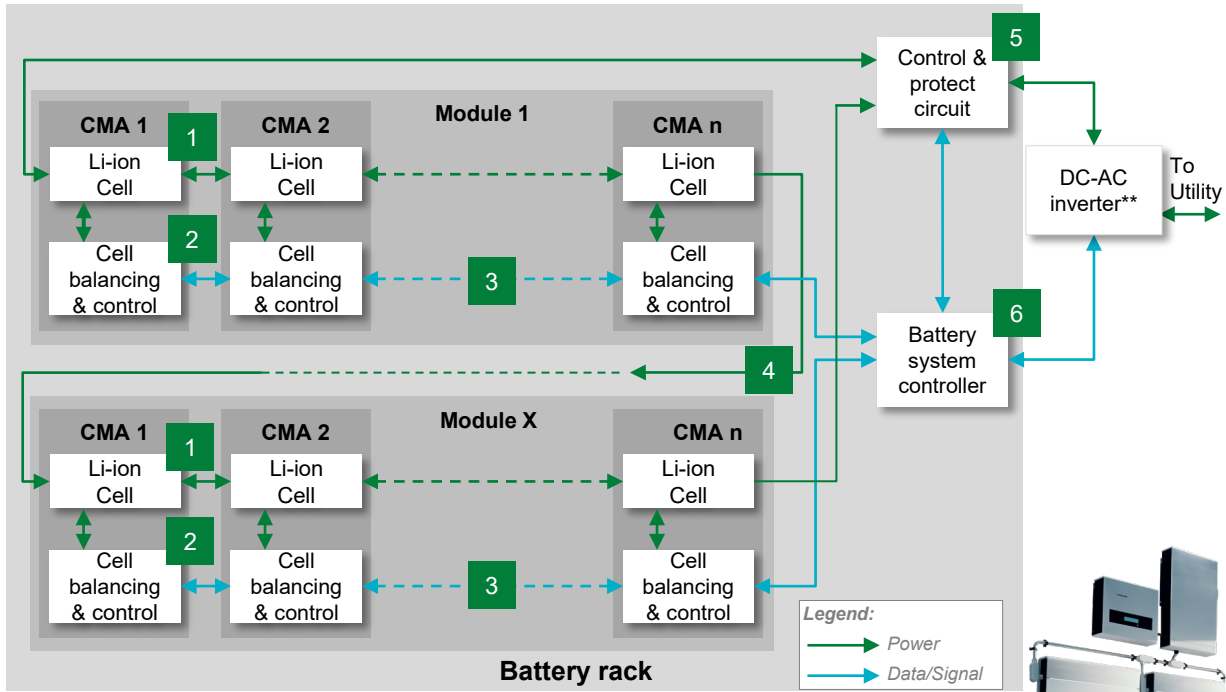 5
Control &
protect
circuit
Module 1
CMA 1
CMA 2
CMA n
1
Li-ion
Cell
Li-ion
Cell
Li-ion
Cell
DC-AC
inverter**
To
Utility
2
Cell
balancing
& control
Cell
balancing
& control
3
Cell
balancing
& control
6
Battery
system
controller
4
Module X
CMA 1
CMA 2
CMA n
1
Li-ion
Cell
Li-ion
Cell
Li-ion
Cell
2
Cell
balancing
& control
Cell
balancing
& control
3
Cell
balancing
& control
Legend:
Power
Data/Signal
Battery rack